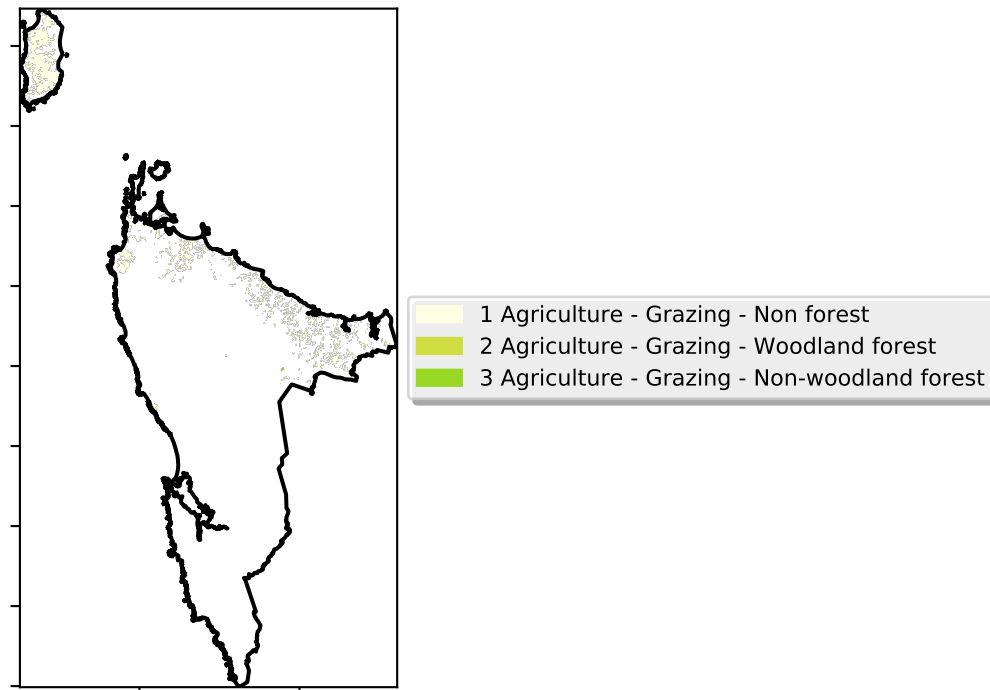 1 Agriculture - Grazing - Non forest
2 Agriculture - Grazing - Woodland forest
3 Agriculture - Grazing - Non-woodland forest